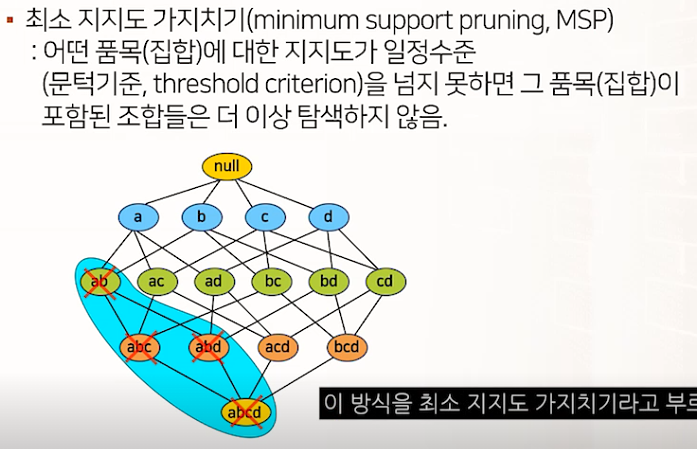 ▪ 최소 지지도 가지치기(minimum support pruning, MSP)
: 어떤 품목(집합)에 대한 지지도가 일정수준
(문턱기준, threshold criterion)을 넘지 못하면 그 품목(집합)이
포함된 조합들은 더 이상 탐색하지 않음.
null
a b c d
ab ac ad bc bd cd
abc abd acd bcd
abcd
이 방식을 최소 지지도 가지치기라고 부르